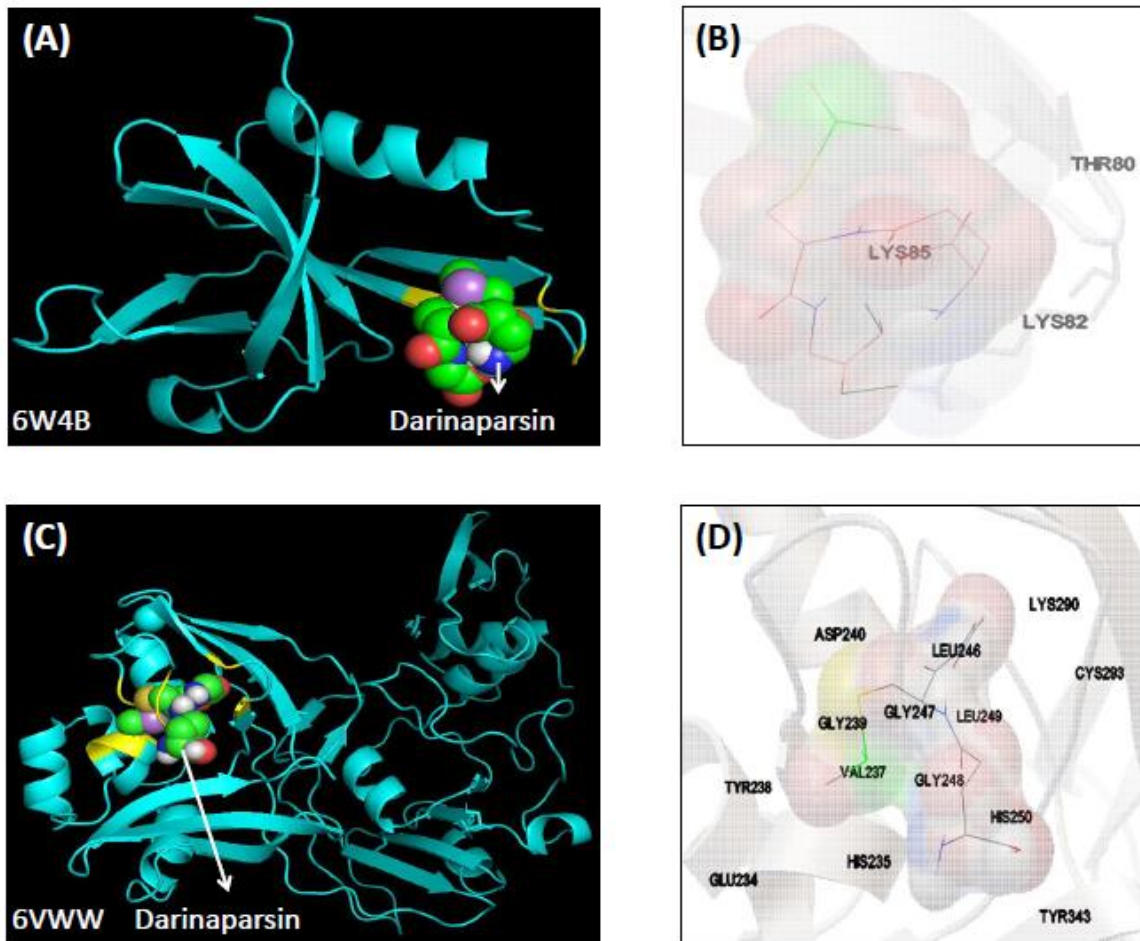 (A)
6W4B
Darinaparsin
(B)
THR80
LYS85
LYS82
(C)
6VWW
Darinaparsin
(D)
LYS290
ASP240
LEU246
CYS293
GLY239
GLY247
LEU249
VAL237
TYR238
GLY248
HIS250
HIS235
GLU234
TYR343